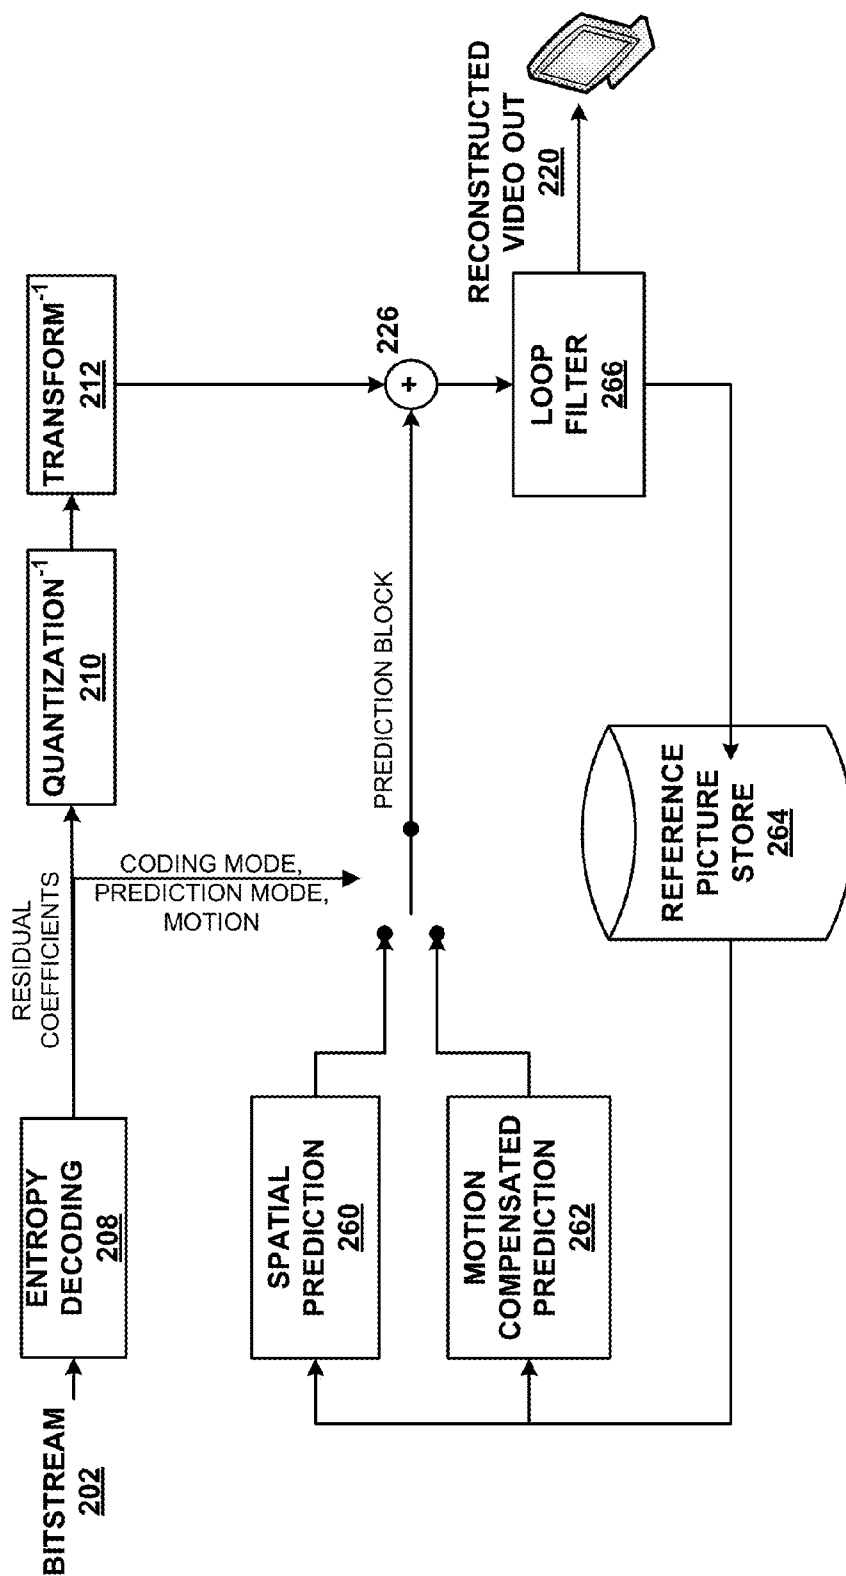 BITSTREAM
202
ENTROPY
DECODING
208
RESIDUAL
COEFFICIENTS
QUANTIZATION-1
210
TRANSFORM-1
212
CODING MODE,
PREDICTION MODE,
MOTION
SPATIAL
PREDICTION
260
MOTION
COMPENSATED
PREDICTION
262
PREDICTION BLOCK
+
226
LOOP
FILTER
266
RECONSTRUCTED
VIDEO OUT
220
REFERENCE
PICTURE
STORE
264